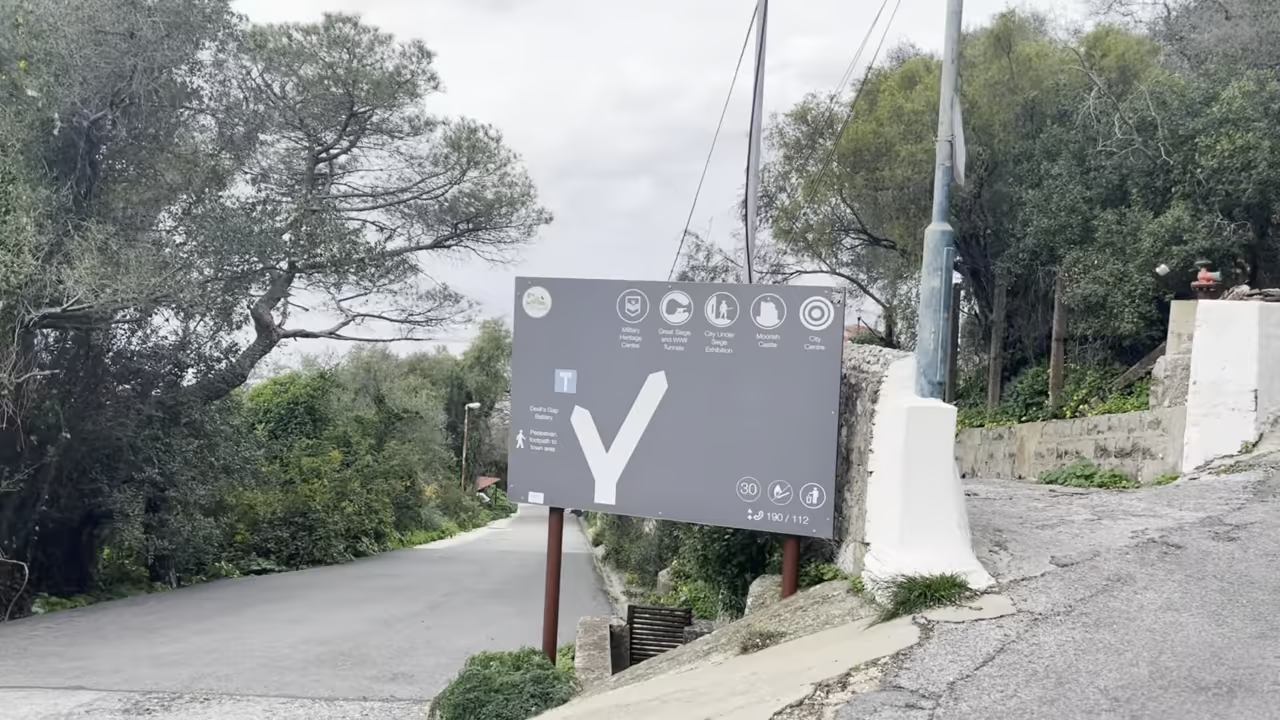 Military
Heritage
Centre
Great Siege
and WWII
Tunnels
City Under
Siege
Exhibition
Moorish
Castle
City
Centre
T
Devil's Gap
Battery
Pedestrian
footpath to
town area
30
190 / 112